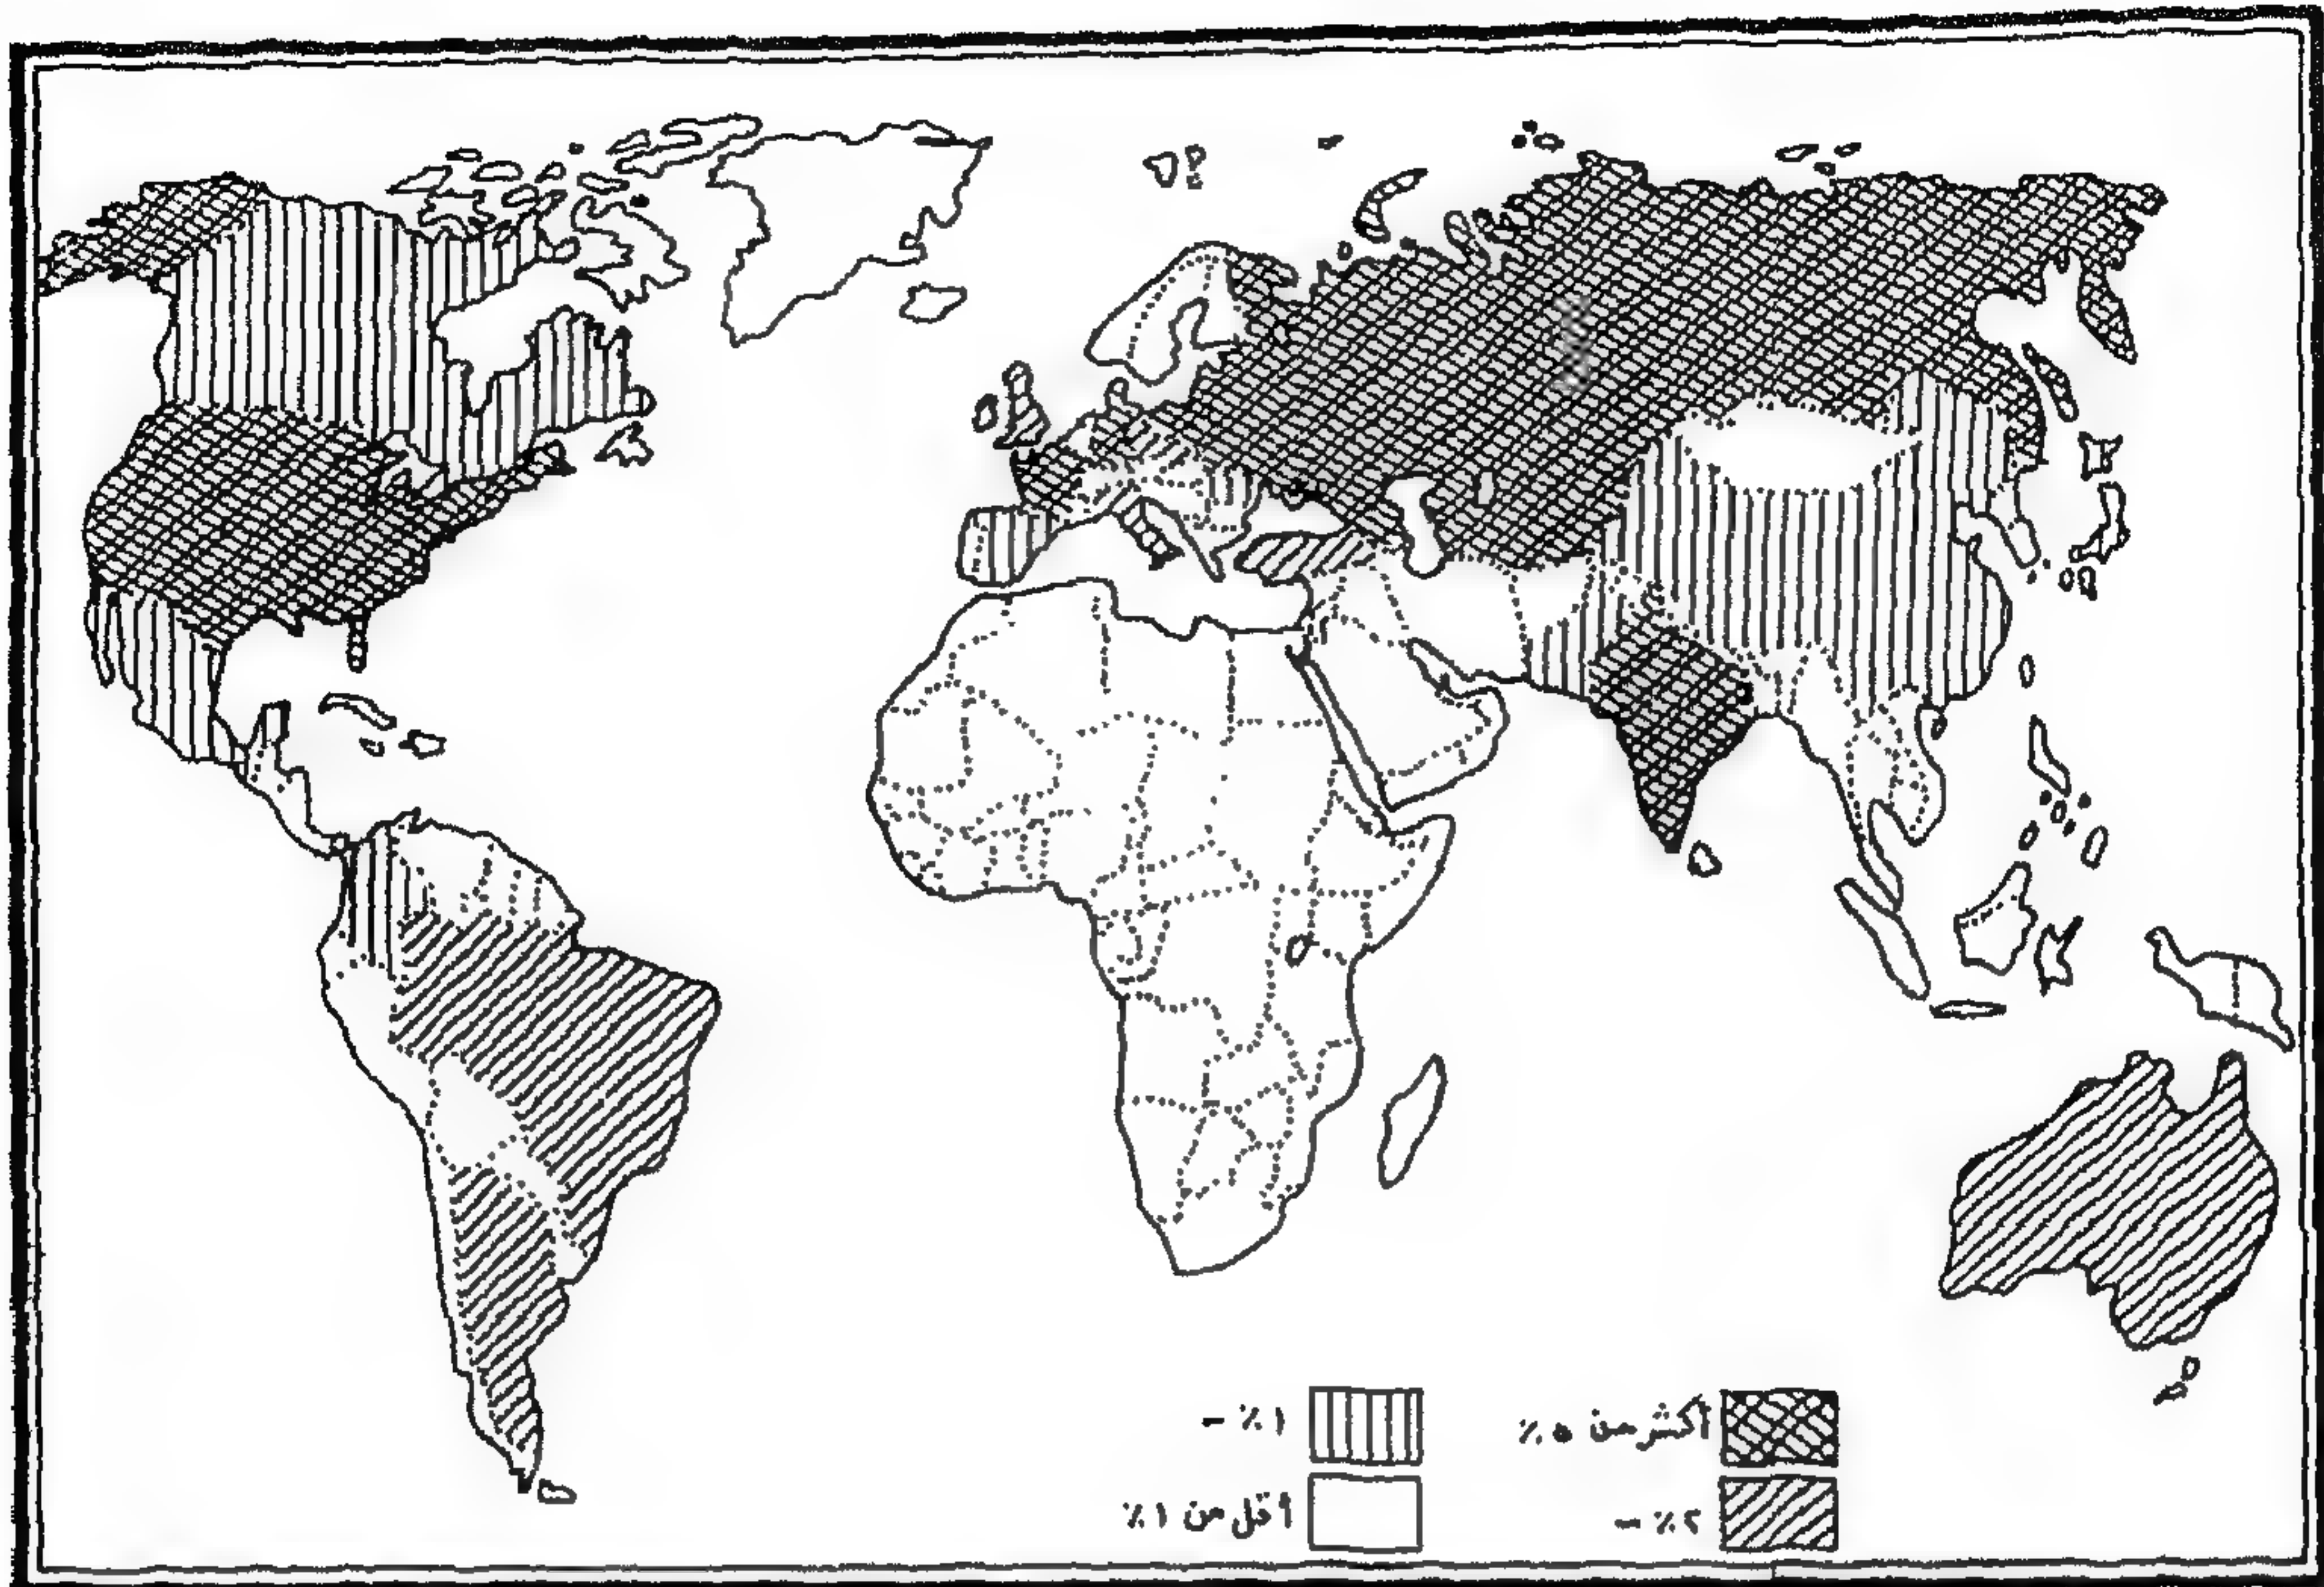 أكثر من ٥ ٪
٢ ٪ -
١ ٪ -
أقل من ١ ٪